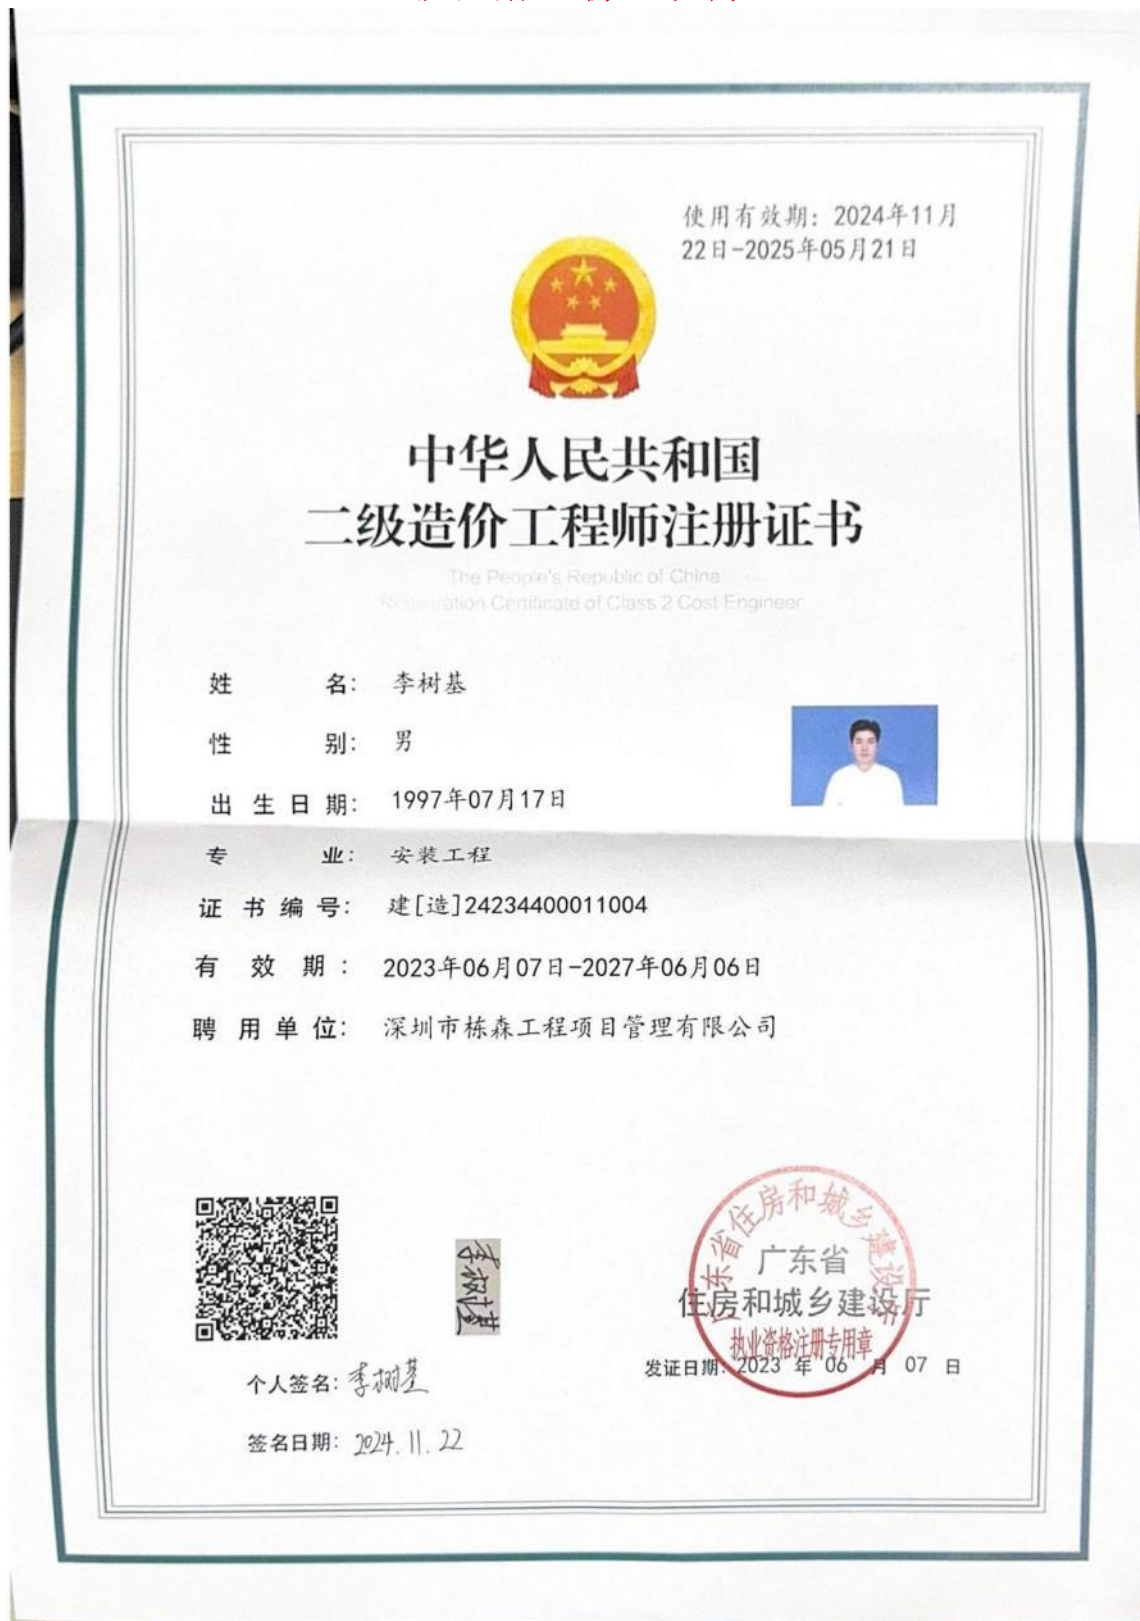 使用有效期：2024年11月
22日-2025年05月21日
中华人民共和国
二级造价工程师注册证书
The People's Republic of China
Registration Certificate of Class 2 Cost Engineer
姓名： 李树基
性别： 男
出生日期： 1997年07月17日
专业： 安装工程
证书编号： 建[造]24234400011004
有效期： 2023年06月07日-2027年06月06日
聘用单位： 深圳市栋森工程项目管理有限公司
李树基
个人签名：李树基
签名日期：2024.11.22
广东省住房和城乡建设厅
广东省
住房和城乡建设厅
执业资格注册专用章
发证日期：2023 年 06 月 07 日